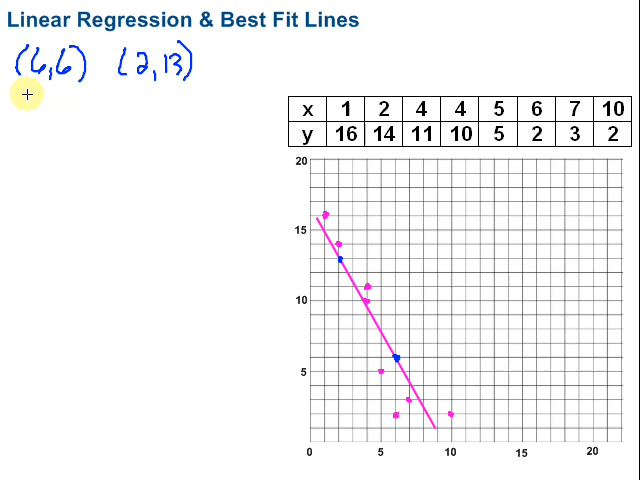 Linear Regression & Best Fit Lines
(6,6) (2,13)
x 1 2 4 4 5 6 7 10
y 16 14 11 10 5 2 3 2
20
15
10
5
0 5 10 15 20